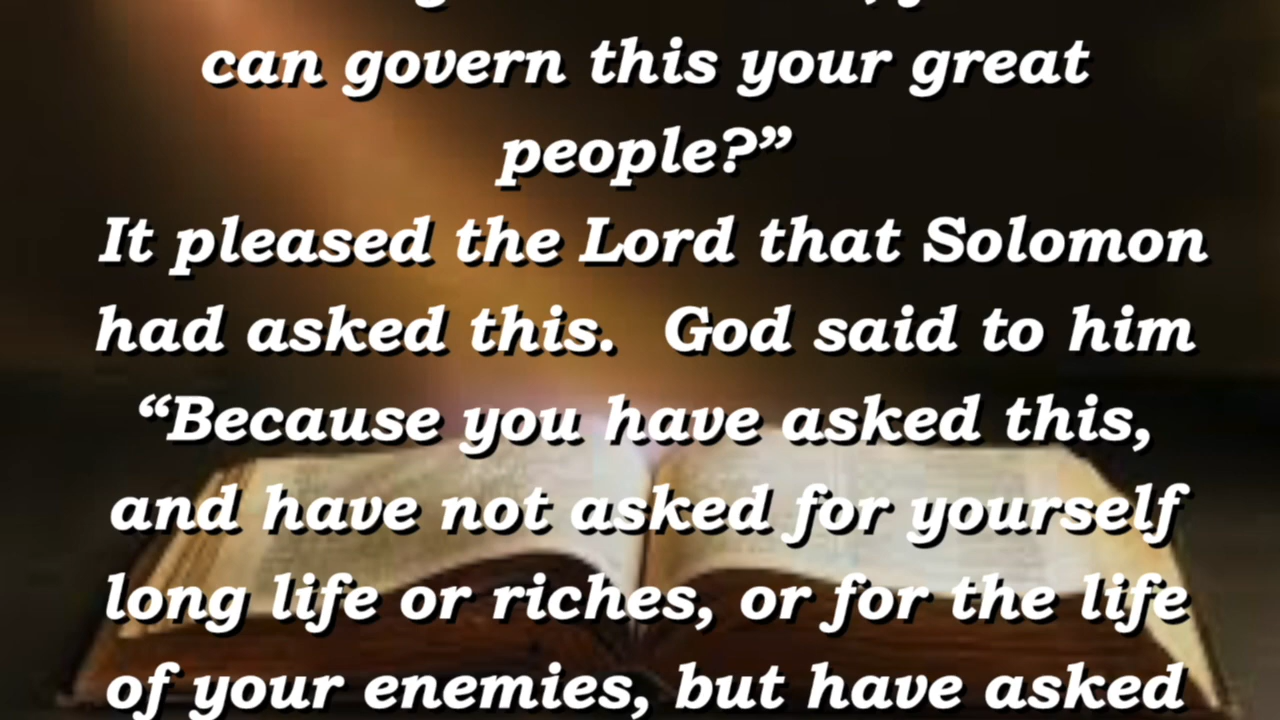 can govern this your great
people?”
It pleased the Lord that Solomon
had asked this.  God said to him
“Because you have asked this,
and have not asked for yourself
long life or riches, or for the life
of your enemies, but have asked